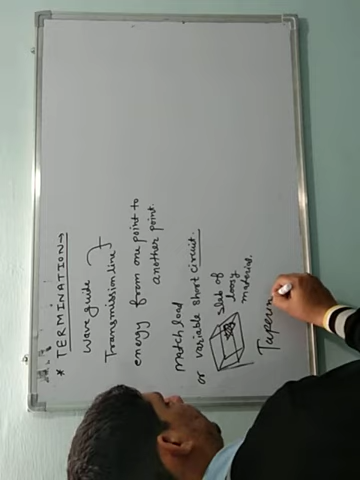 * TERMINATION→
wave guide
Transmission line
energy from one point to
another point.
Match load
or variable short circuit.
slab of
lossy
material.
Taperin